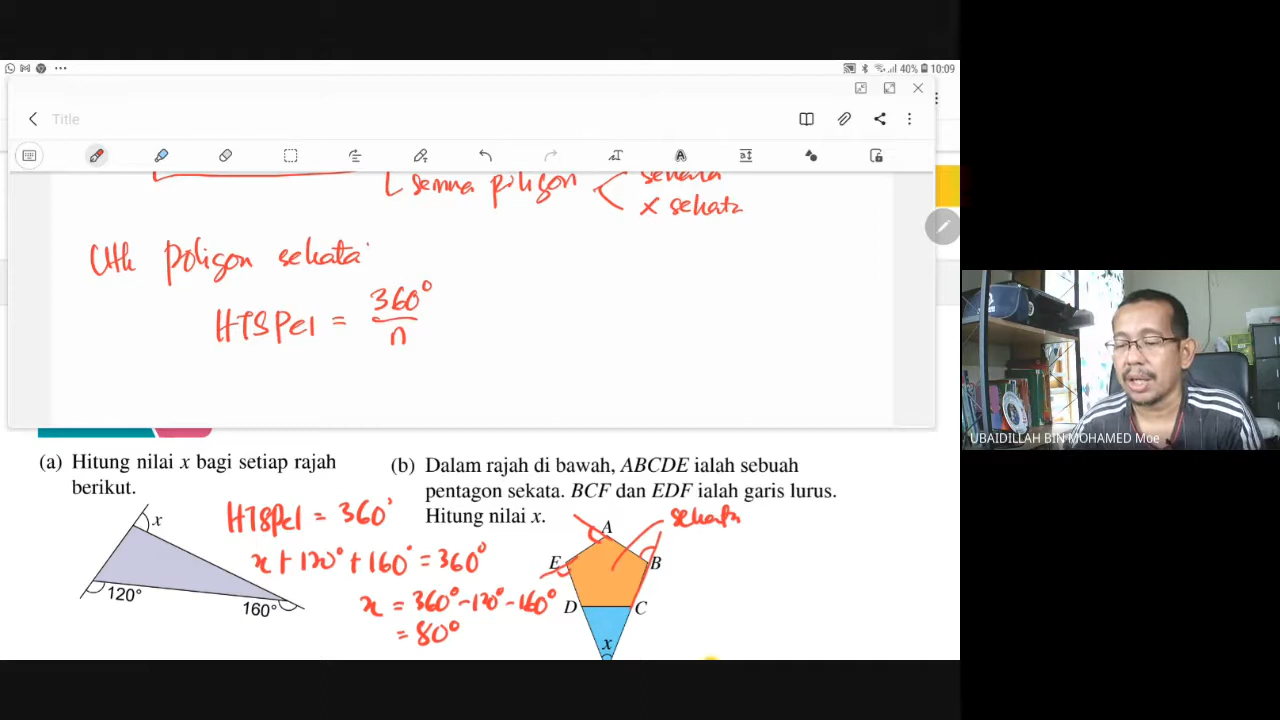 40% 10:09
Title
semua poligon
sekata
x sekata
Utk poligon sekata
HTSPel = 360° / n
(a) Hitung nilai x bagi setiap rajah
berikut.
x
120°
160°
HTSPel = 360°
x + 120° + 160° = 360°
x = 360° - 120° - 160°
= 80°
(b) Dalam rajah di bawah, ABCDE ialah sebuah
pentagon sekata. BCF dan EDF ialah garis lurus.
Hitung nilai x.
sekata
A
E
B
D
C
x
UBAIDILLAH BIN MOHAMED Moe